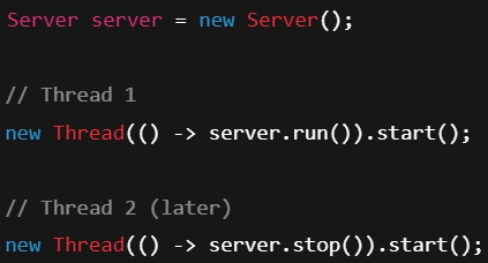 Server server = new Server();
// Thread 1
new Thread(() -> server.run()).start();
// Thread 2 (later)
new Thread(() -> server.stop()).start();